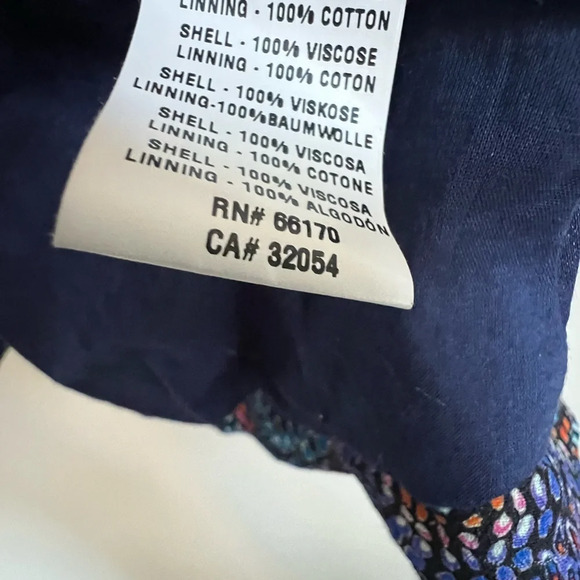 LINNING - 100% COTTON
SHELL - 100% VISCOSE
LINNING - 100% COTON
SHELL - 100% VISKOSE
LINNING-100%BAUMWOLLE
SHELL - 100% VISCOSA
LINNING - 100% COTONE
SHELL - 100% VISCOSA
LINNING - 100% ALGODÓN
RN# 66170
CA# 32054